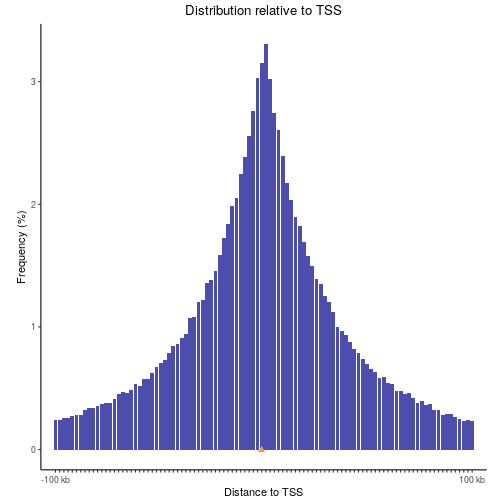 Distribution relative to TSS
Frequency (%)
3
2
1
0
-100 kb
100 kb
Distance to TSS